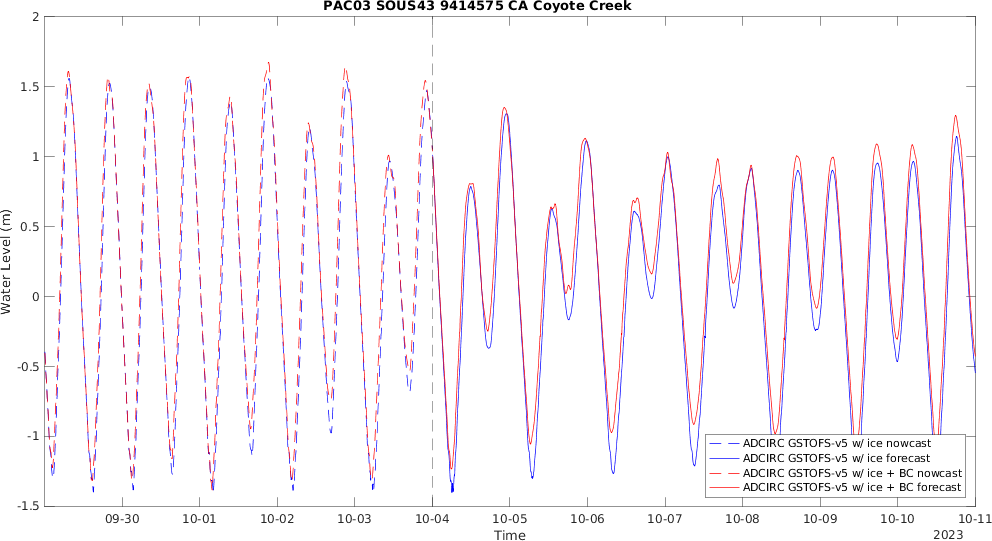 PAC03 SOUS43 9414575 CA Coyote Creek
2
1.5
1
0.5
0
-0.5
-1
-1.5
Water Level (m)
ADCIRC GSTOFS-v5 w/ ice nowcast
ADCIRC GSTOFS-v5 w/ ice forecast
ADCIRC GSTOFS-v5 w/ ice + BC nowcast
ADCIRC GSTOFS-v5 w/ ice + BC forecast
09-30 10-01 10-02 10-03 10-04 10-05 10-06 10-07 10-08 10-09 10-10 10-11
Time
2023